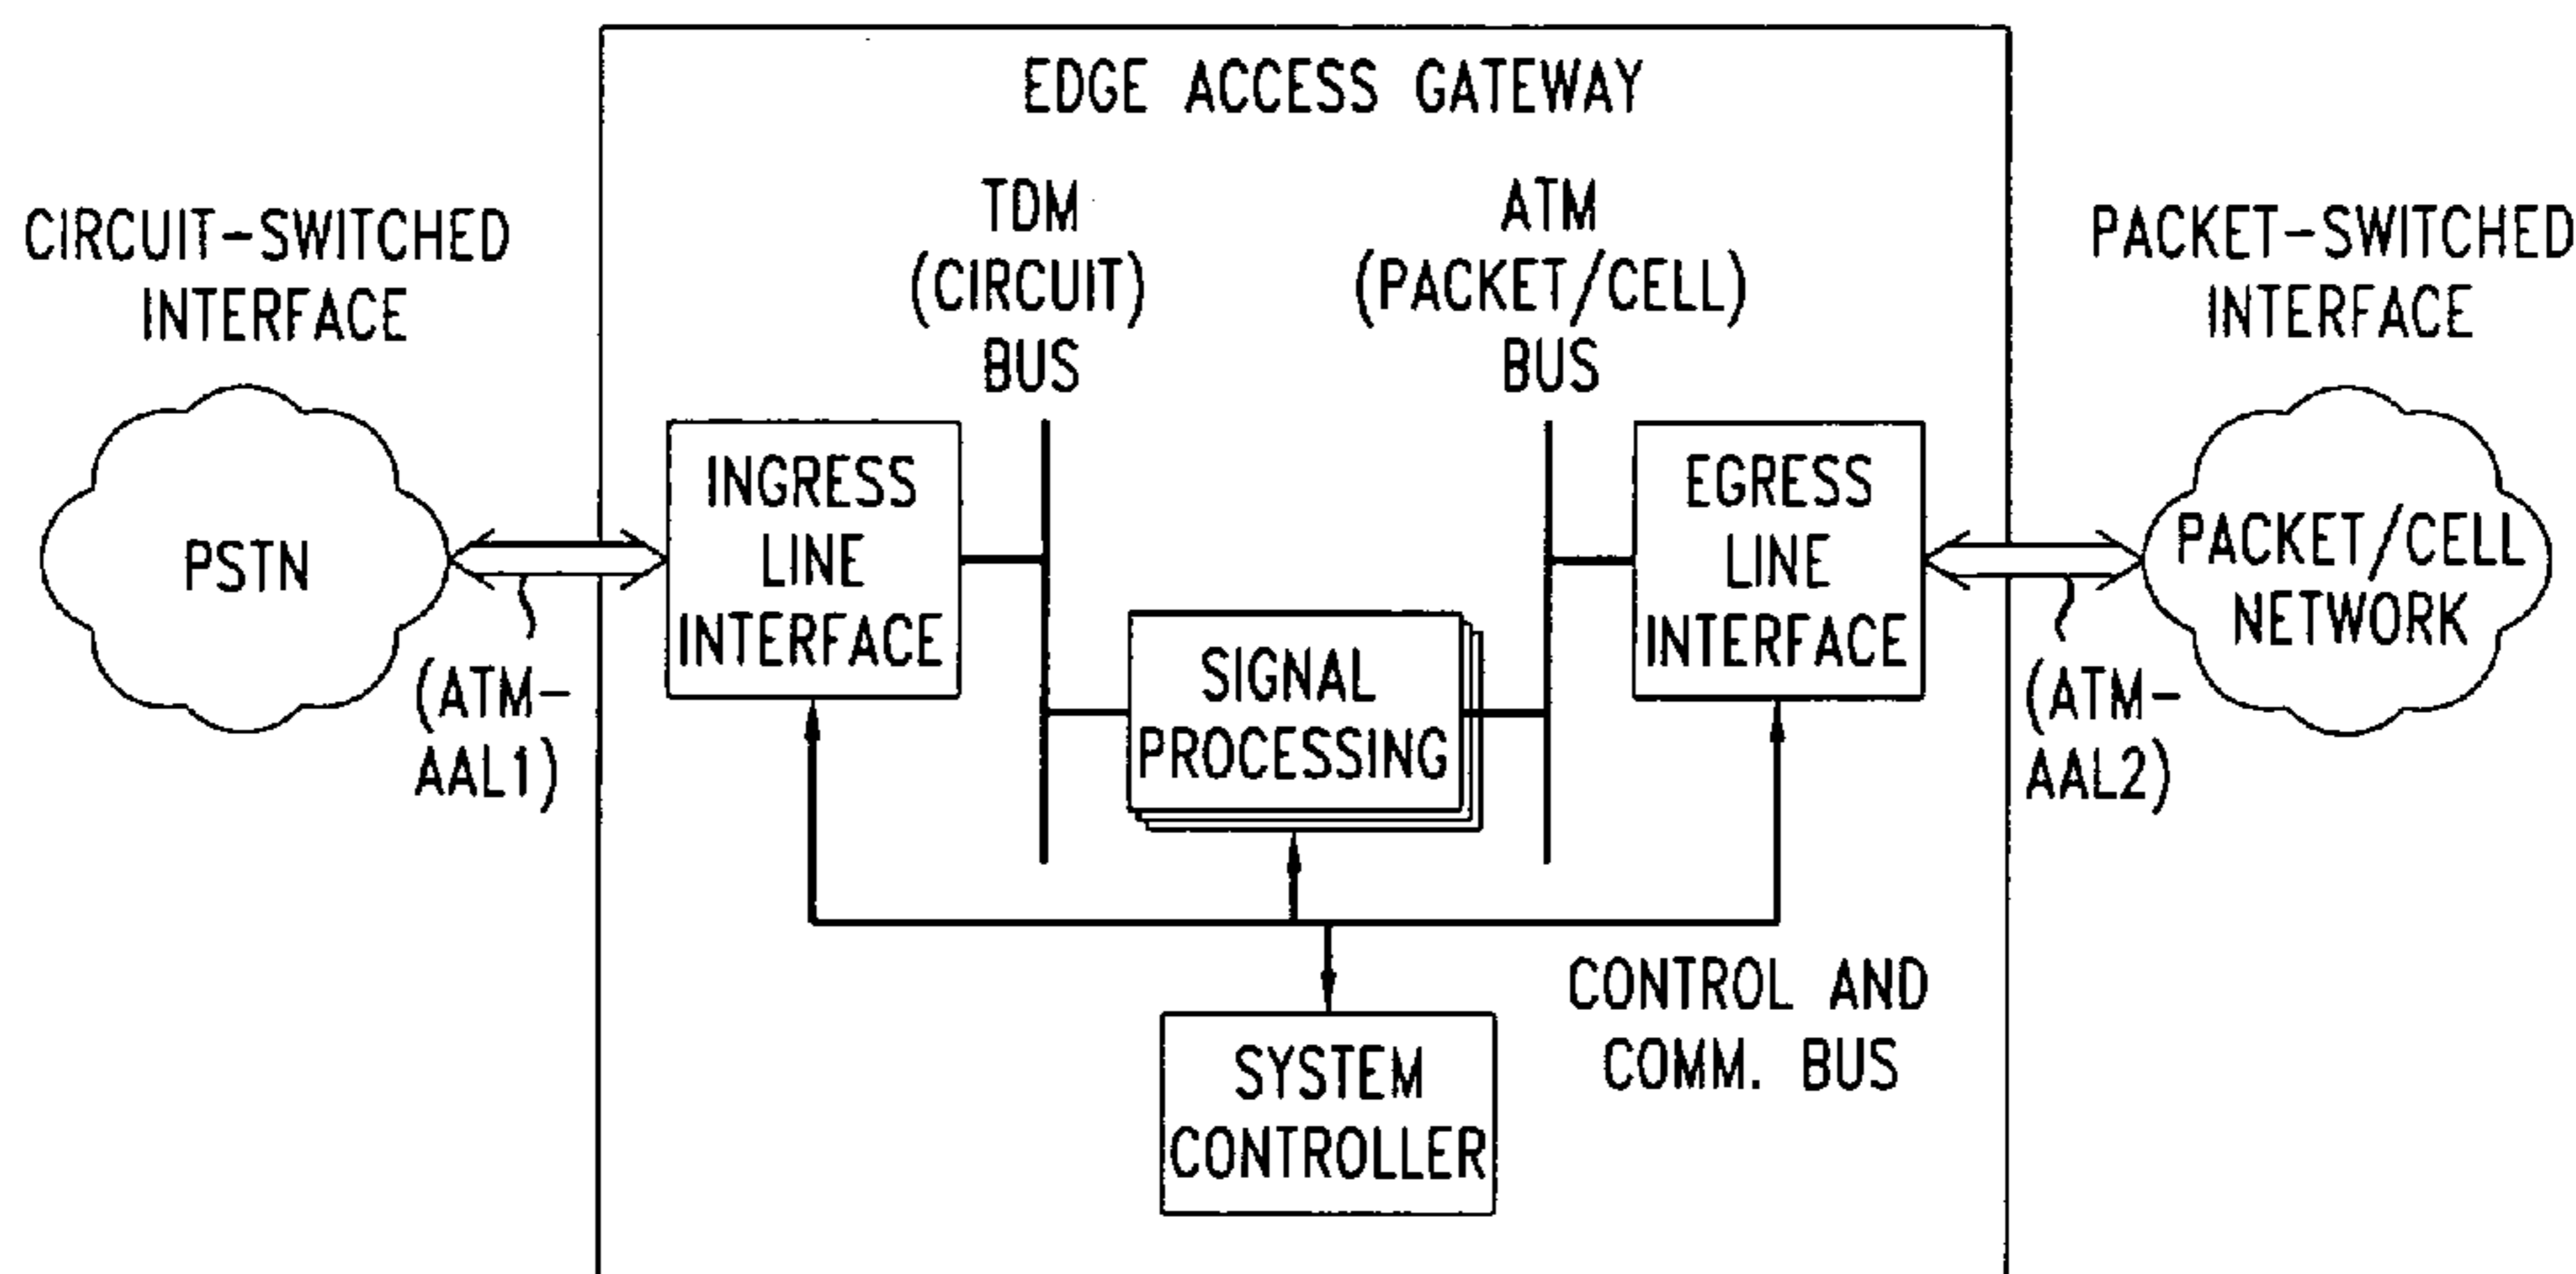 EDGE ACCESS GATEWAY
CIRCUIT-SWITCHED
INTERFACE
TDM
(CIRCUIT)
BUS
ATM
(PACKET/CELL)
BUS
PACKET-SWITCHED
INTERFACE
PSTN
(ATM-
AAL1)
INGRESS
LINE
INTERFACE
SIGNAL
PROCESSING
EGRESS
LINE
INTERFACE
PACKET/CELL
NETWORK
(ATM-
AAL2)
CONTROL AND
COMM. BUS
SYSTEM
CONTROLLER